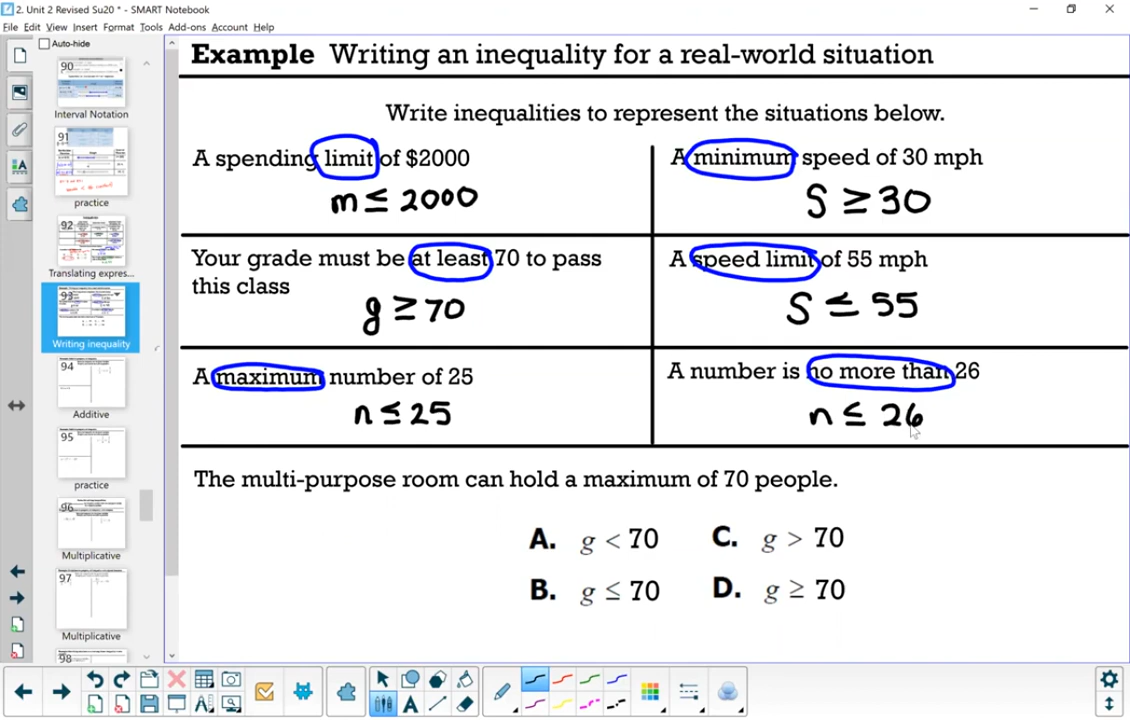 2. Unit 2 Revised Su20 * - SMART Notebook
File Edit View Insert Format Tools Add-ons Account Help
Auto-hide
90
Interval Notation
91
practice
92
Translating expres...
93
Writing inequality
94
Additive
95
practice
96
Multiplicative
97
Multiplicative
98
Example Writing an inequality for a real-world situation
Write inequalities to represent the situations below.
A spending limit of $2000
m ≤ 2000
A minimum speed of 30 mph
S ≥ 30
Your grade must be at least 70 to pass
this class
g ≥ 70
A speed limit of 55 mph
S ≤ 55
A maximum number of 25
n ≤ 25
A number is no more than 26
n ≤ 26
The multi-purpose room can hold a maximum of 70 people.
A. g < 70 C. g > 70
B. g ≤ 70 D. g ≥ 70